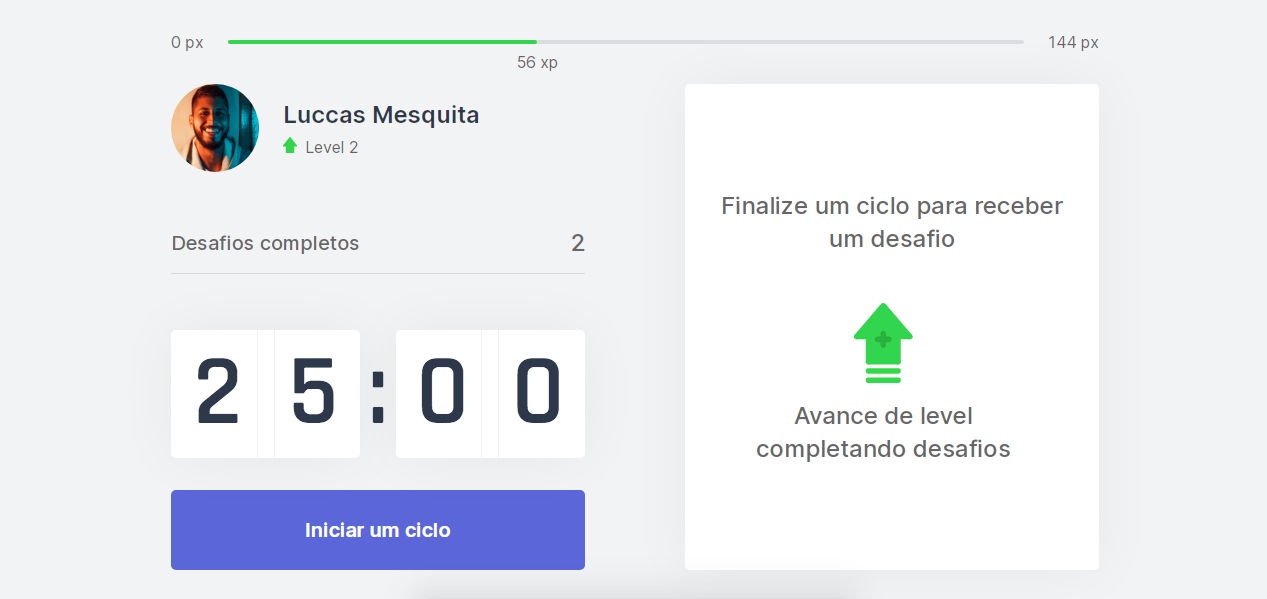 0 px
144 px
56 xp
Luccas Mesquita
Level 2
Desafios completos
2
25:00
Iniciar um ciclo
Finalize um ciclo para receber
um desafio
Avance de level
completando desafios